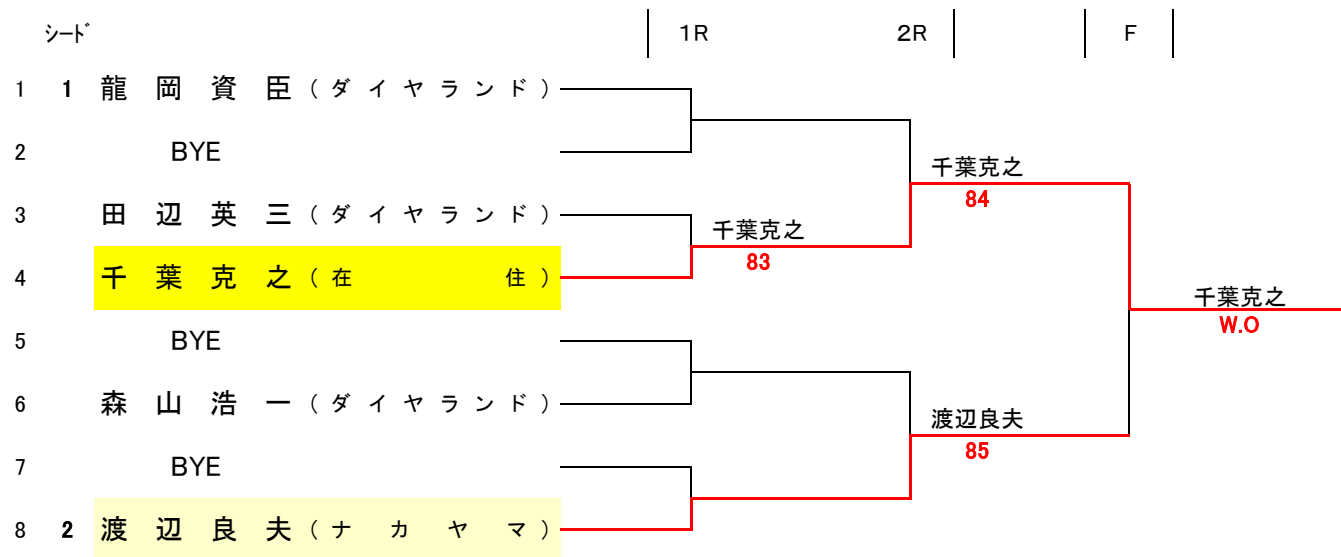 シード 1R 2R F
1 1 龍岡資臣(ダイヤランド)
2 BYE
千葉克之
84
3 田辺英三(ダイヤランド)
千葉克之
83
4 千葉克之(在住)
千葉克之
W.O
5 BYE
6 森山浩一(ダイヤランド)
渡辺良夫
85
7 BYE
8 2 渡辺良夫(ナカヤマ)